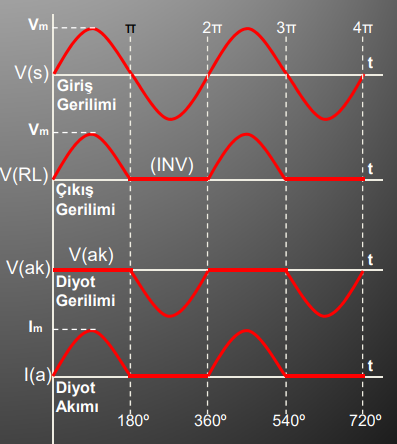 Vm π 2π 3π 4π
t
V(s)
Giriş
Gerilimi
Vm
(INV)
t
V(RL)
Çıkış
Gerilimi
V(ak)
t
V(ak)
Diyot
Gerilimi
Im
t
I(a)
Diyot
Akımı
180º 360º 540º 720º